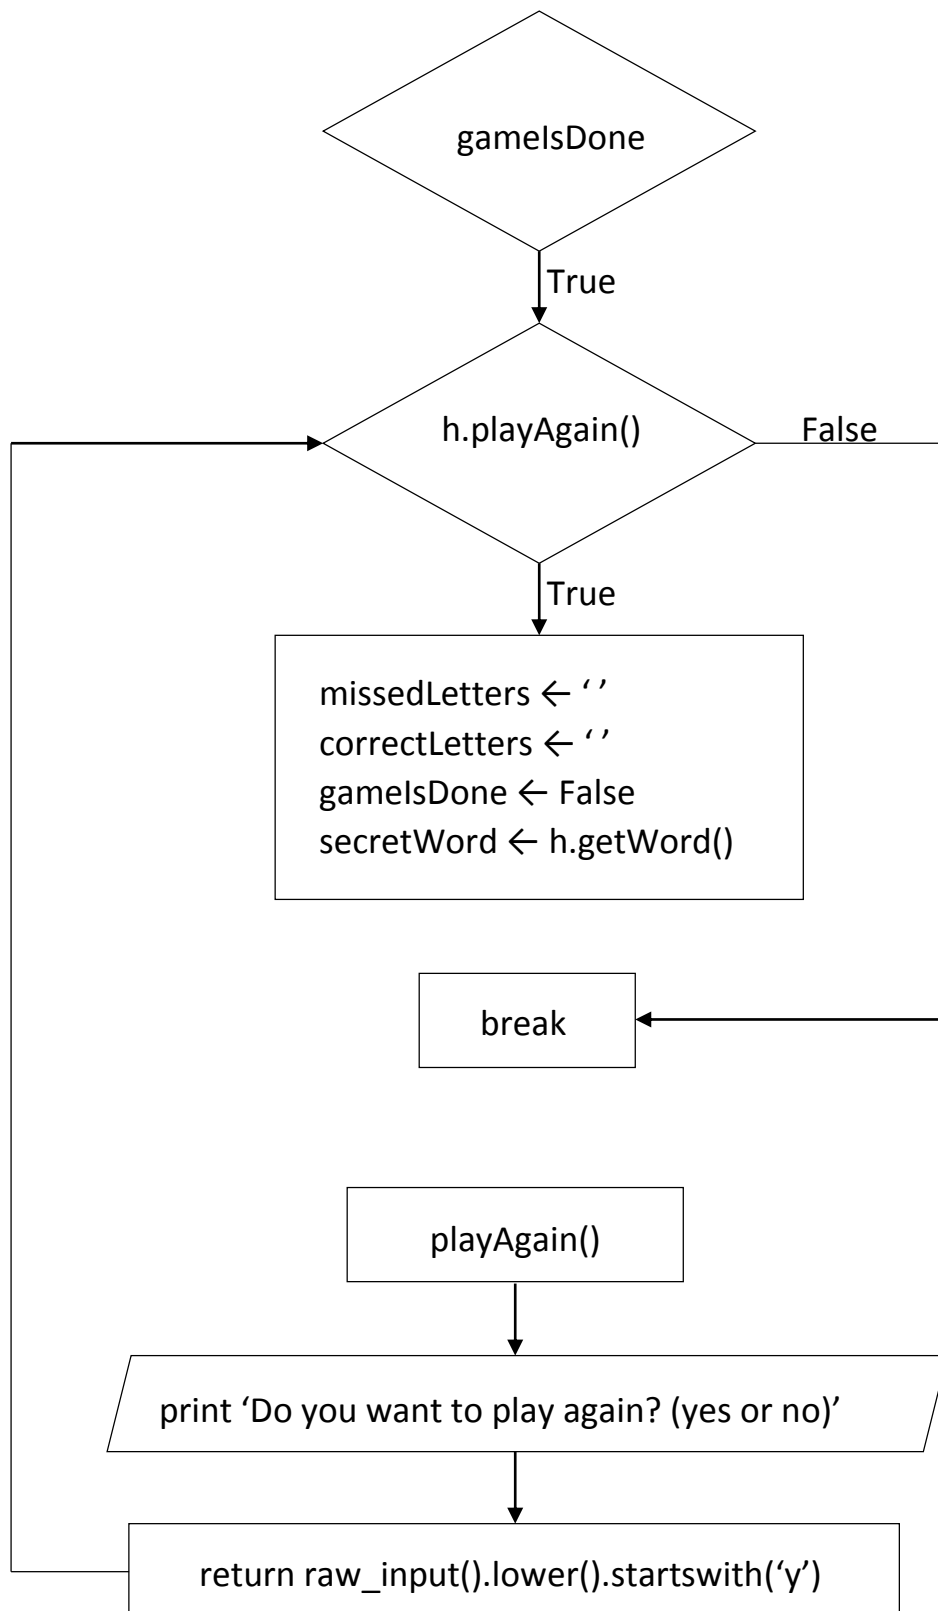 gameIsDone
True
h.playAgain()
False
True
missedLetters ← ‘ ’
correctLetters ← ‘ ’
gameIsDone ← False
secretWord ← h.getWord()
break
playAgain()
print ‘Do you want to play again? (yes or no)’
return raw_input().lower().startswith(‘y’)